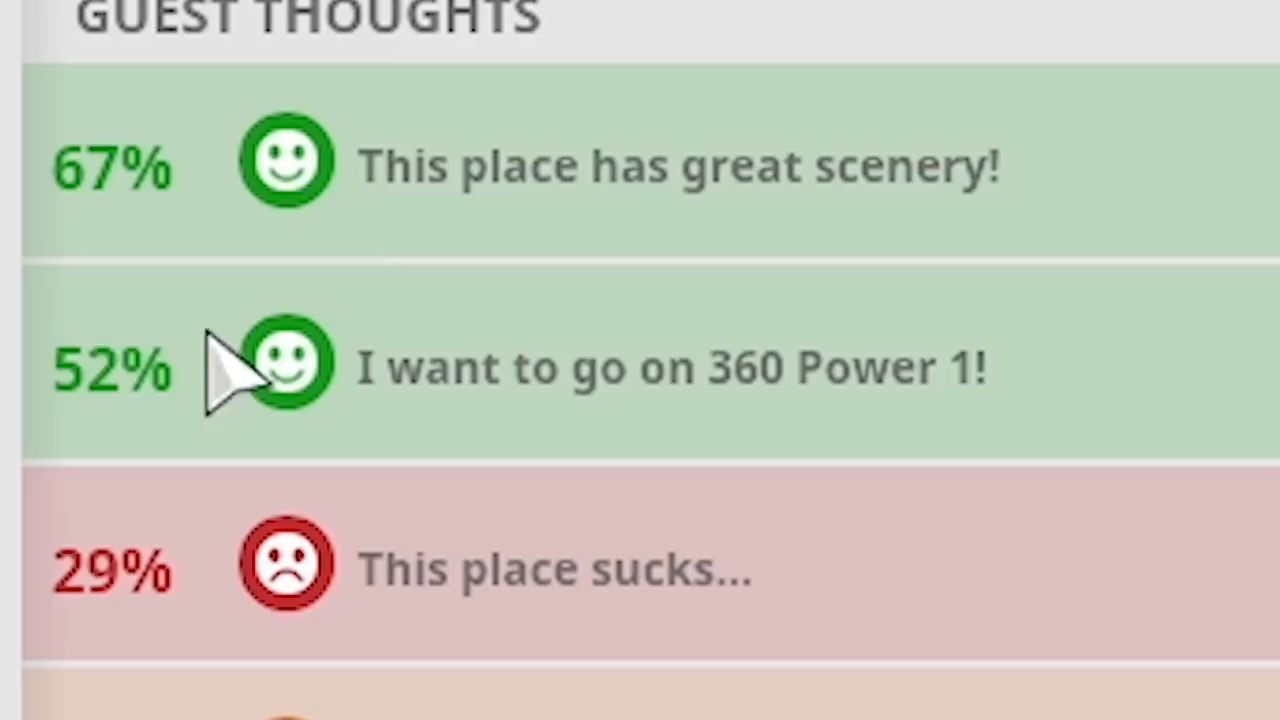 GUEST THOUGHTS
67% This place has great scenery!
52% I want to go on 360 Power 1!
29% This place sucks...